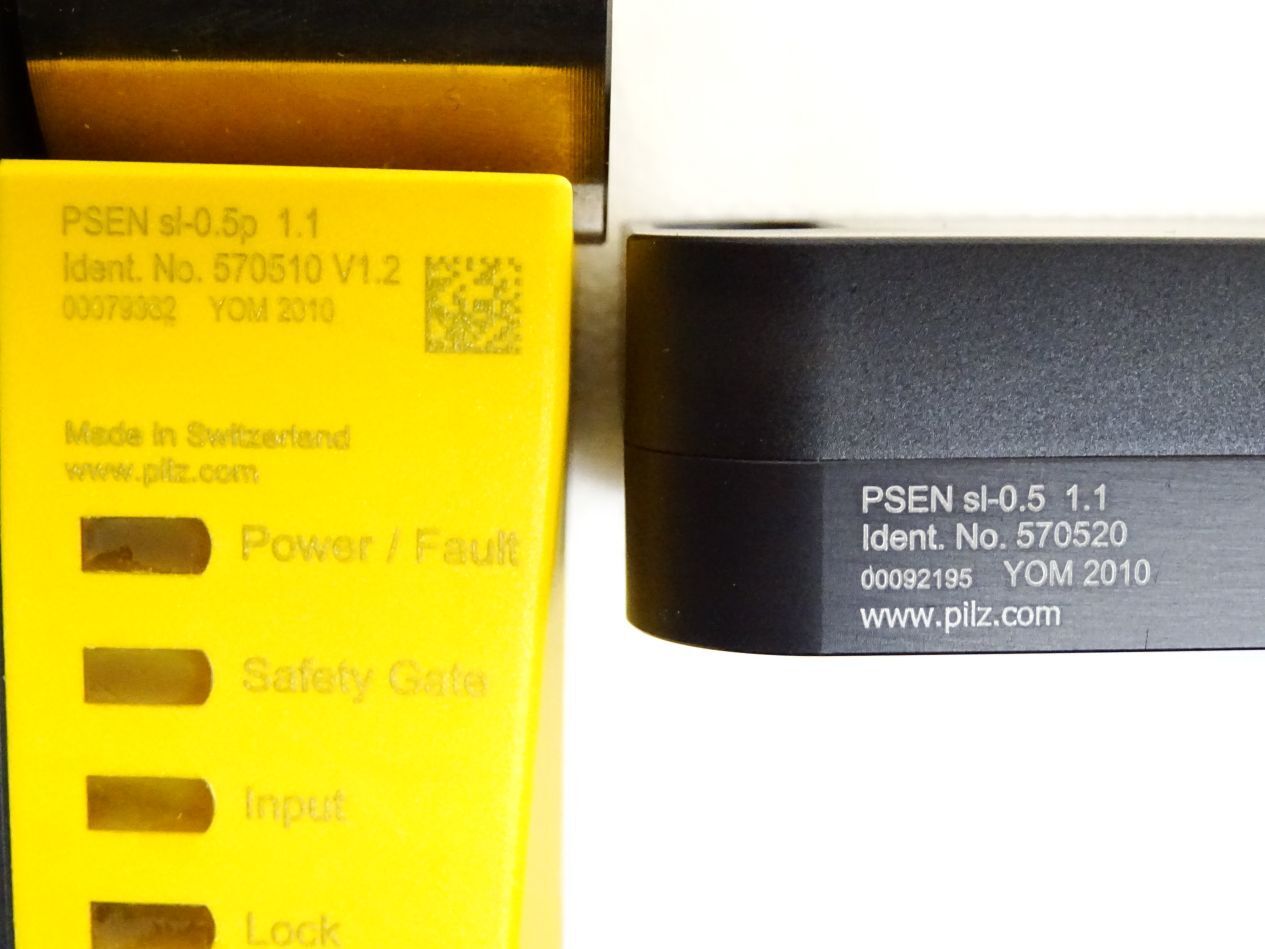 PSEN sl-0.5p 1.1
Ident. No. 570510 V1.2
00079382 YOM 2010
Made in Switzerland
www.pilz.com
Power / Fault
Safety Gate
Input
Lock
PSEN sl-0.5 1.1
Ident. No. 570520
00092195 YOM 2010
www.pilz.com